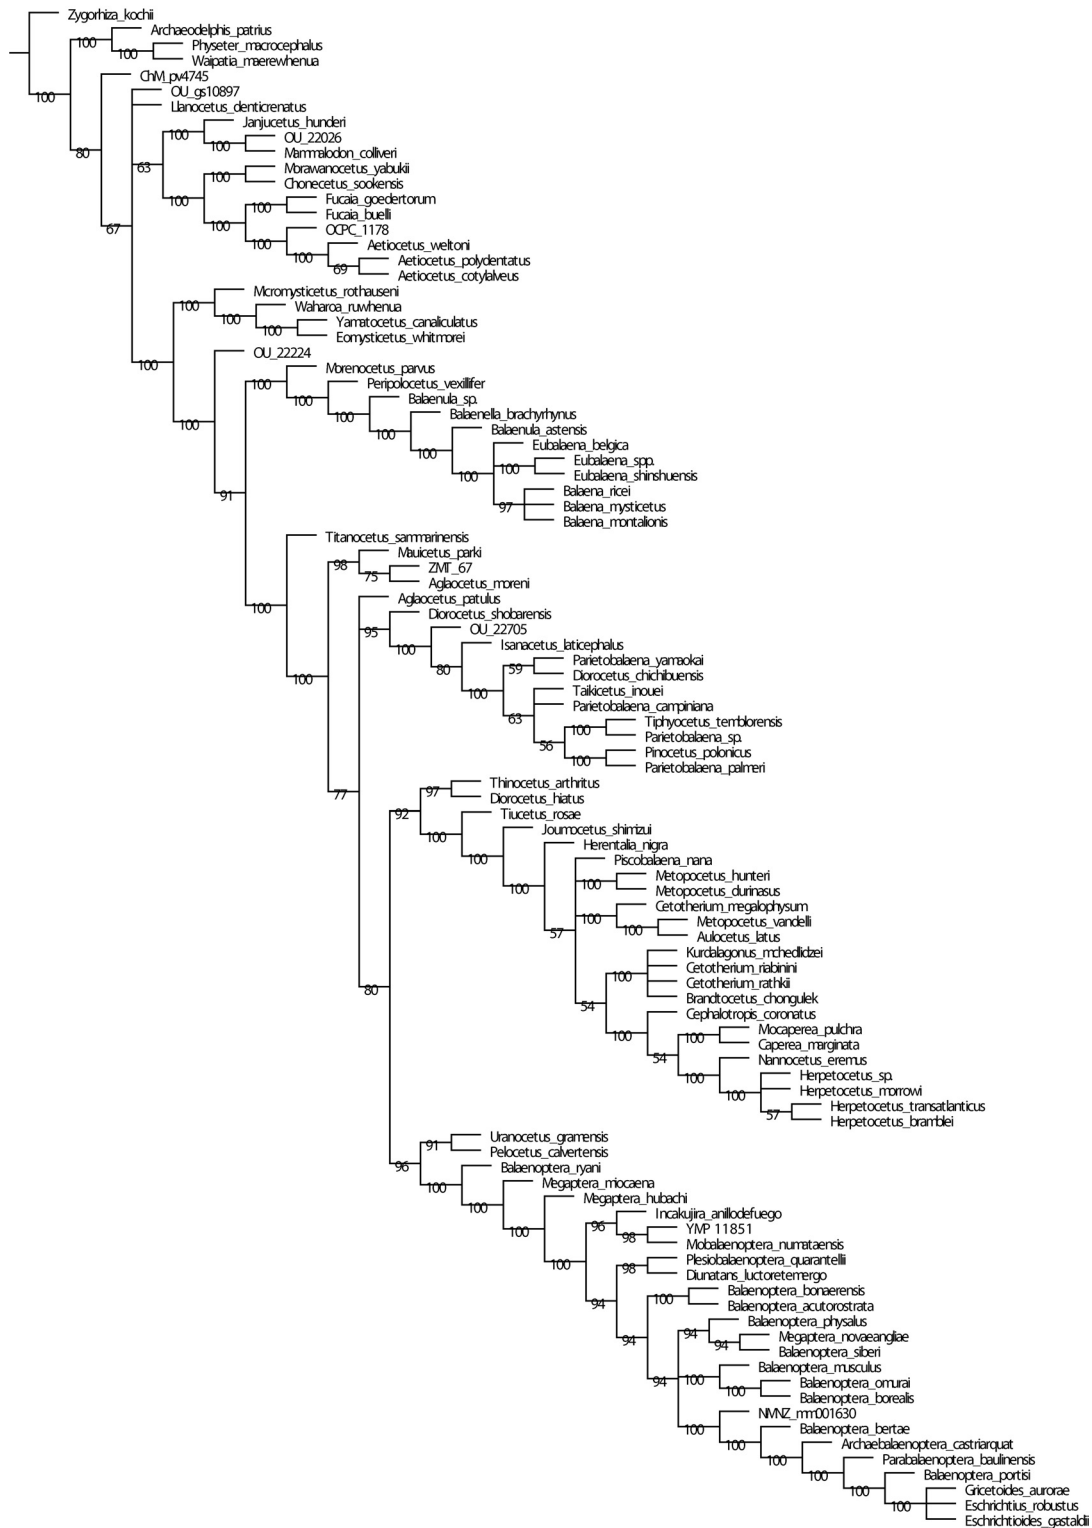 Zygorhiza_kochii
Archaeodelphis_patrius
100
Physeter_macrocephalus
100
Waipatia_maerewhenua
ChM_pv4745
OU_gs10897
100
Llanocetus_denticrenatus
Janjucetus_hunderi
100
OU_22026
100
Mammalodon_colliveri
80
63
Morawanocetus_yabukii
Chonecetus_sookensis
100
Fucaia_goedertorum
100
Fucaia_buelli
100
67
OCPC_1178
100
Aetiocetus_weltoni
100
Aetiocetus_polydentatus
69
Aetiocetus_cotylalveus
Micromysticetus_rothauseni
100
Waharoa_ruwhenua
100
Yamatocetus_canaliculatus
100
Eomysticetus_whitmorei
OU_22224
100
Morenocetus_parvus
100
Peripolocetus_vexillifer
100
Balaenula_sp.
100
Balaenella_brachyrhynus
100
100
Balaenula_astensis
Eubalaena_belgica
100
Eubalaena_spp.
100
100
Eubalaena_shinshuensis
91
Balaena_ricei
97
Balaena_mysticetus
Balaena_montalionis
Titanocetus_sammarinensis
Mauicetus_parki
98
ZMT_67
75
Aglaocetus_moreni
Aglaocetus_patulus
100
Diorocetus_shobarensis
95
OU_22705
100
Isanacetus_laticephalus
Parietobalaena_yamaokai
80
59
100
Diorocetus_chichibuensis
100
Taikicetus_inouei
Parietobalaena_campiniana
63
Tiphyocetus_temblorensis
100
Parietobalaena_sp.
56
Pinocetus_polonicus
100
Parietobalaena_palmeri
Thinocetus_arthritus
77
97
Diorocetus_hiatus
92
Tiucetus_rosae
100
Joumocetus_shimizui
Herentalia_nigra
100
Piscobalaena_nana
Metopocetus_hunteri
100
100
Metopocetus_durinasus
Cetotherium_megalophysum
100
Metopocetus_vandelli
57
100
Aulocetus_latus
Kurdalagonus_mchedlidzei
Cetotherium_riabinini
100
80
Cetotherium_rathkii
54
Brandtocetus_chongulek
Cephalotropis_coronatus
Mocaperea_pulchra
100
100
Caperea_marginata
54
Nannocetus_eremus
100
Herpetocetus_sp.
Herpetocetus_morrowi
100
Herpetocetus_transatlanticus
57
Herpetocetus_bramblei
Uranocetus_gramensis
91
Pelocetus_calvertensis
96
Balaenoptera_ryani
100
Megaptera_miocaena
Megaptera_hubachi
100
Incakujira_anillodefuego
100
96
YMP_11851
98
Mobalaenoptera_numataensis
Plesiobalaenoptera_quarantellii
100
98
Diunatans_luctoretemergo
Balaenoptera_bonaerensis
94
100
Balaenoptera_acutorostrata
Balaenoptera_physalus
94
94
Megaptera_novaeangliae
94
Balaenoptera_siberi
Balaenoptera_musculus
94
100
Balaenoptera_omurai
100
Balaenoptera_borealis
NMNZ_mm001630
100
Balaenoptera_bertae
100
Archaebalaenoptera_castriarquat
100
Parabalaenoptera_baulinensis
100
Balaenoptera_portisi
100
Gricetoides_aurorae
100
Eschrichtius_robustus
Eschrichtioides_gastaldii